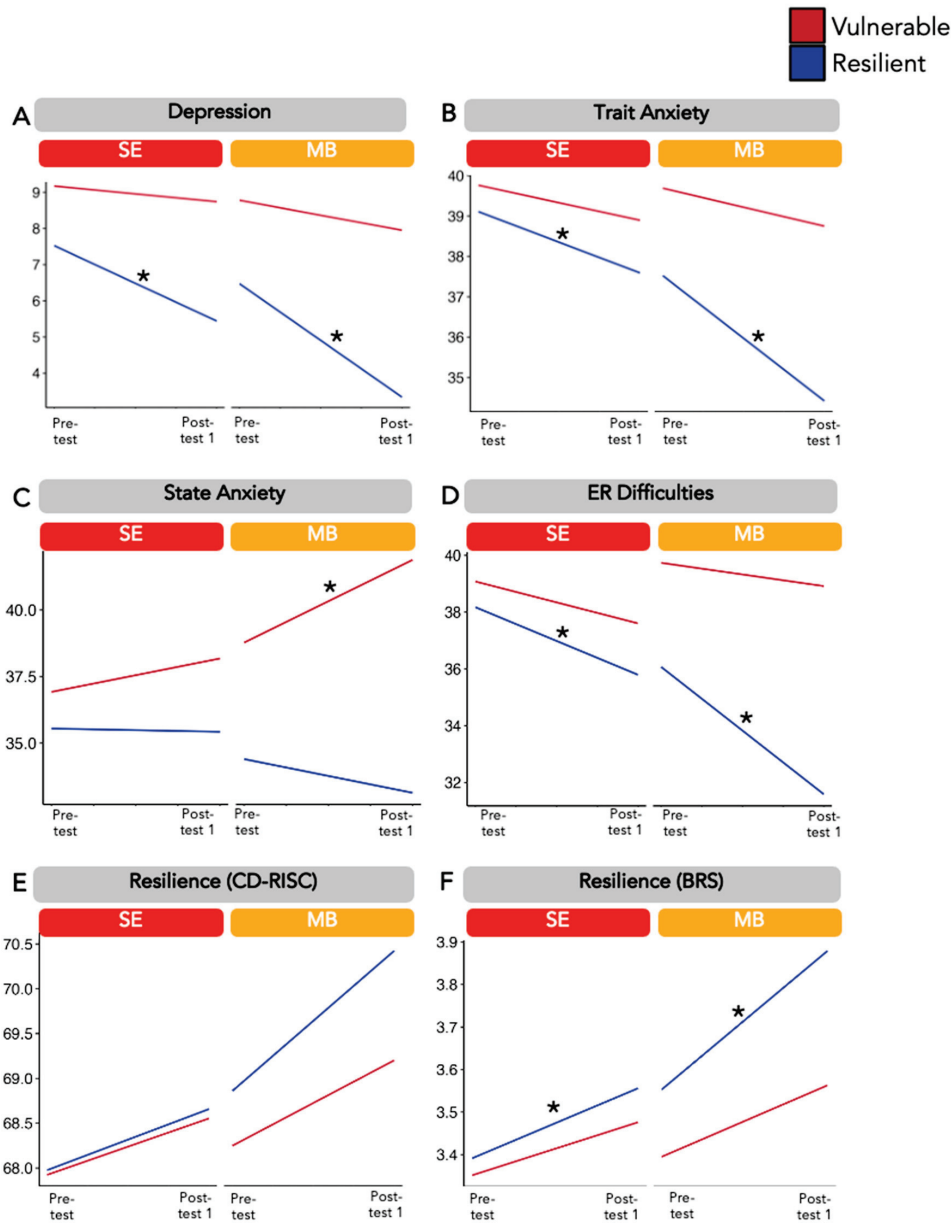 Vulnerable
Resilient
A Depression
SE MB
9
8
7
6
5
4
*
*
Pre-test Post-test 1 Pre-test Post-test 1
B Trait Anxiety
SE MB
40
39
38
37
36
35
*
*
Pre-test Post-test 1 Pre-test Post-test 1
C State Anxiety
SE MB
40.0
37.5
35.0
*
Pre-test Post-test 1 Pre-test Post-test 1
D ER Difficulties
SE MB
40
38
36
34
32
*
*
Pre-test Post-test 1 Pre-test Post-test 1
E Resilience (CD-RISC)
SE MB
70.5
70.0
69.5
69.0
68.5
68.0
Pre-test Post-test 1 Pre-test Post-test 1
F Resilience (BRS)
SE MB
3.9
3.8
3.7
3.6
3.5
3.4
*
*
Pre-test Post-test 1 Pre-test Post-test 1